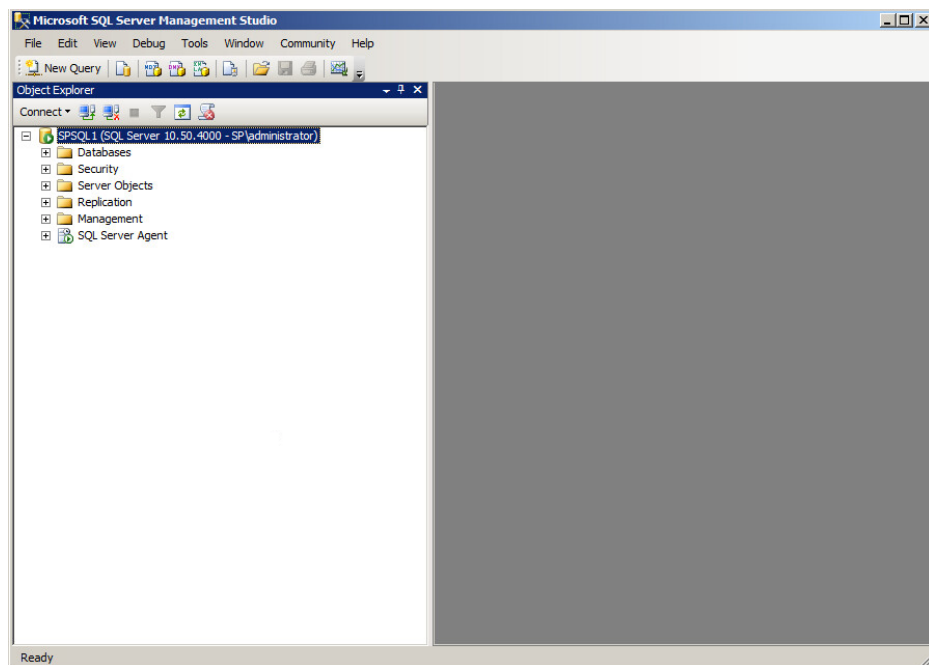 Microsoft SQL Server Management Studio
File Edit View Debug Tools Window Community Help
New Query
Object Explorer
Connect
SPSQL1 (SQL Server 10.50.4000 - SP\administrator)
Databases
Security
Server Objects
Replication
Management
SQL Server Agent
Ready